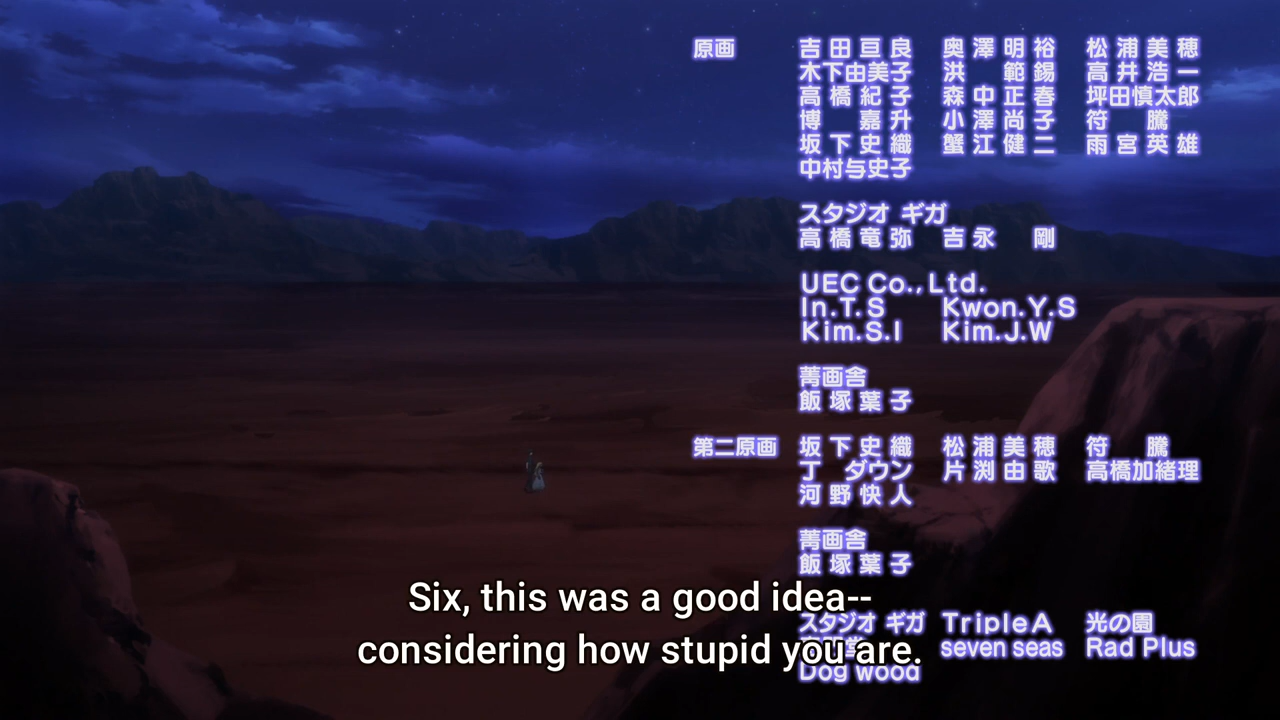 原画 吉田亘良 奥澤明裕 松浦美穂
木下由美子 洪 範錫 高井浩一
高橋紀子 森中正春 坪田慎太郎
博 嘉升 小澤尚子 符 騰
坂下史織 蟹江健二 雨宮英雄
中村与史子
スタジオ ギガ
高橋竜弥 吉永 剛
UEC Co.,Ltd.
In.T.S Kwon.Y.S
Kim.S.I Kim.J.W
菁画舎
飯塚葉子
第二原画 坂下史織 松浦美穂 符 騰
丁 ダウン 片渕由歌 高橋加緒理
河野快人
菁画舎
飯塚葉子
スタジオ ギガ TripleA 光の園
seven seas Rad Plus
Dog wood
Six, this was a good idea--
considering how stupid you are.